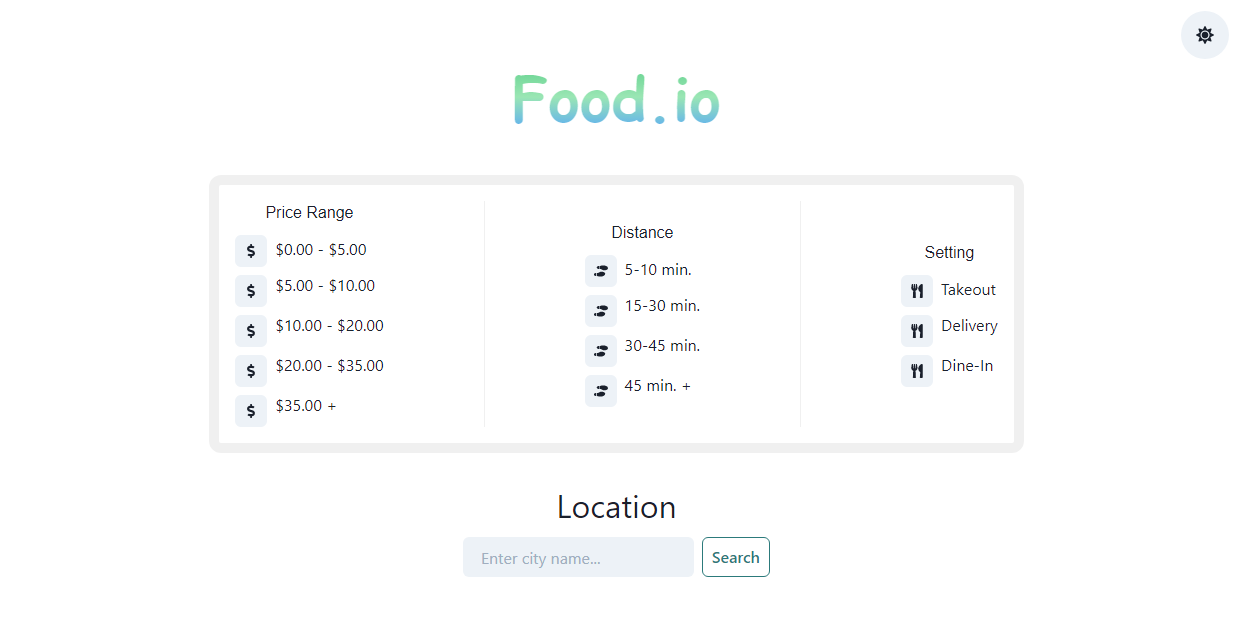 Food.io
Price Range
$0.00 - $5.00
$5.00 - $10.00
$10.00 - $20.00
$20.00 - $35.00
$35.00 +
Distance
5-10 min.
15-30 min.
30-45 min.
45 min. +
Setting
Takeout
Delivery
Dine-In
Location
Enter city name...
Search